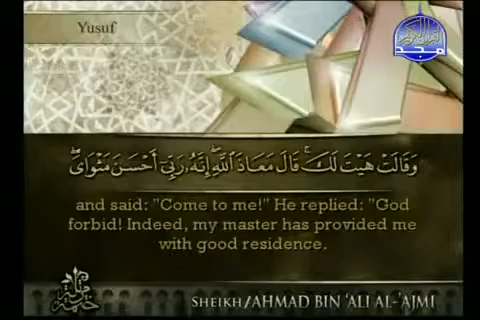 Yusuf
وَقَالَتْ هَيْتَ لَكَ ۚ قَالَ مَعَاذَ اللَّهِ ۖ إِنَّهُ رَبِّي أَحْسَنَ مَثْوَايَ ۖ
and said: "Come to me!" He replied: "God
forbid! Indeed, my master has provided me
with good residence.
SHEIKH/AHMAD BIN 'ALI AL-'AJMI